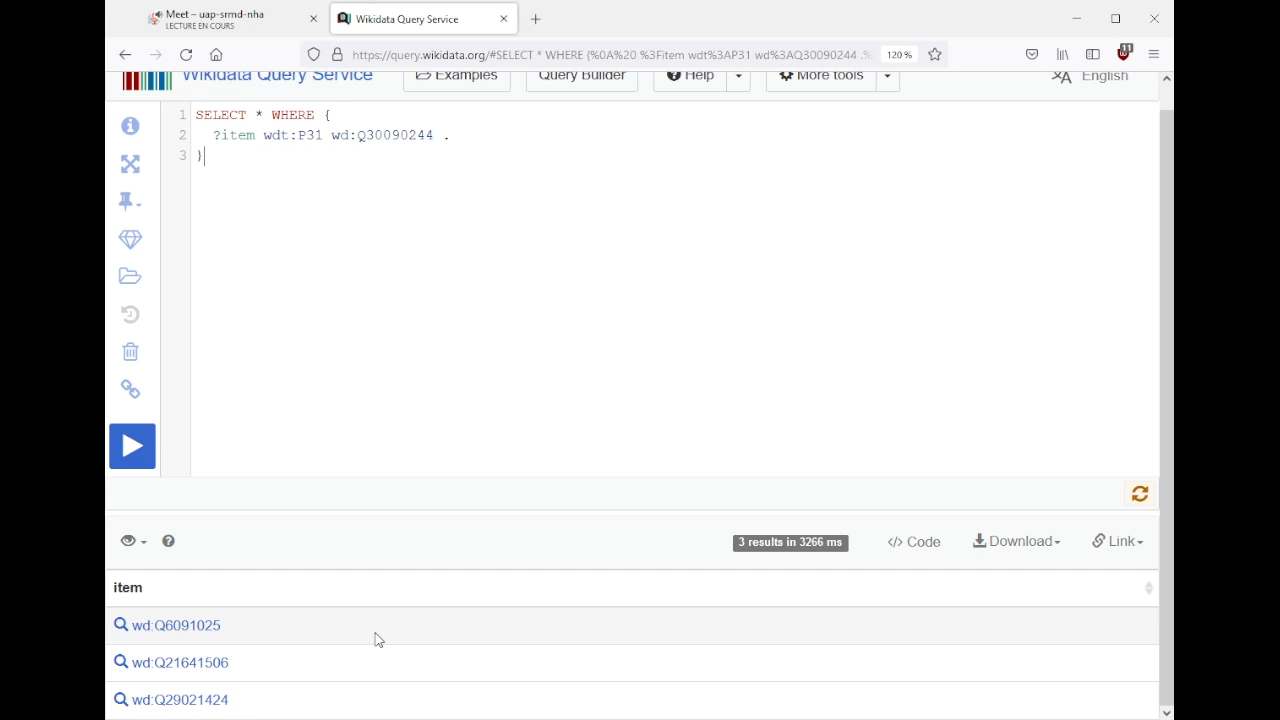 Meet – uap-srmd-nha
LECTURE EN COURS
Wikidata Query Service
https://query.wikidata.org/#SELECT * WHERE {%0A%20 %3Fitem wdt%3AP31 wd%3AQ30090244 .%
120 %
11
Wikidata Query Service
Examples
Query Builder
Help
More tools
English
1 SELECT * WHERE {
2 ?item wdt:P31 wd:Q30090244 .
3 }
3 results in 3266 ms
</> Code
Download
Link
item
wd:Q6091025
wd:Q21641506
wd:Q29021424